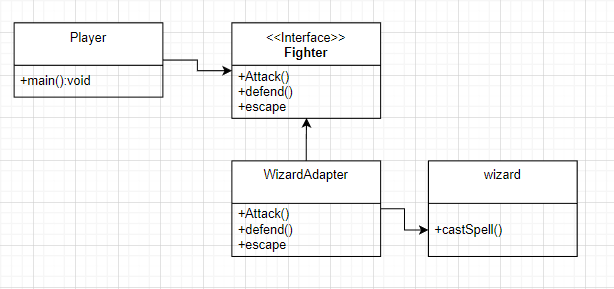 Player
+main():void
<<Interface>>
Fighter
+Attack()
+defend()
+escape
WizardAdapter
+Attack()
+defend()
+escape
wizard
+castSpell()